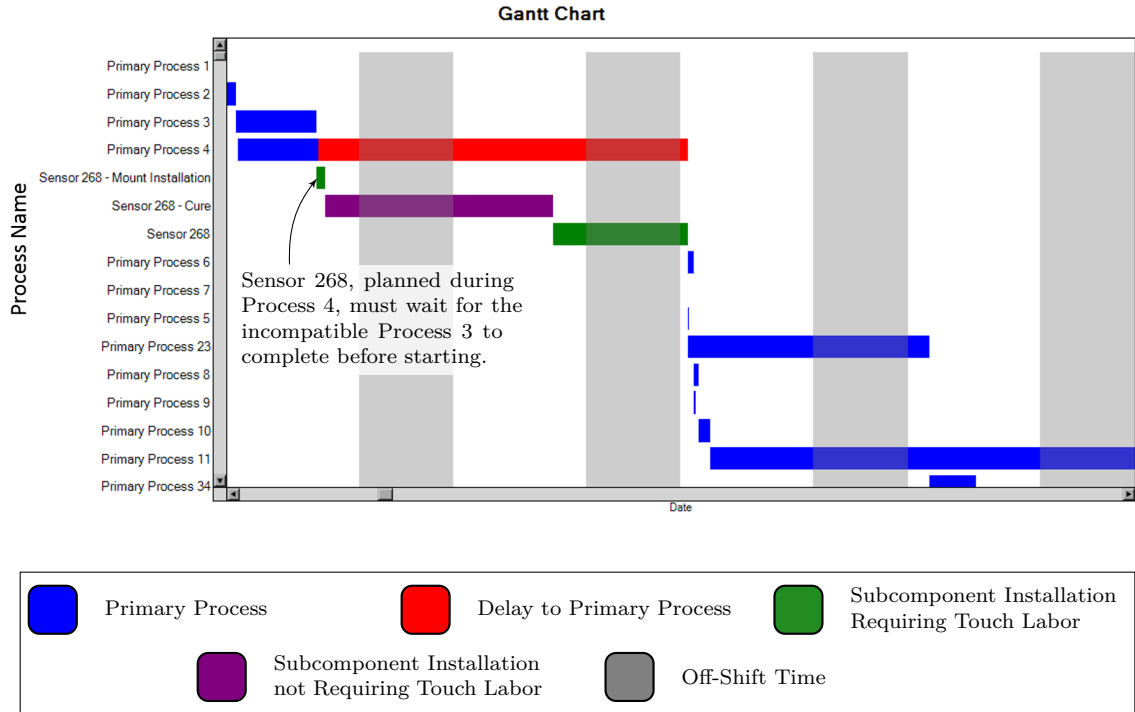 Gantt Chart
Process Name
Primary Process 1
Primary Process 2
Primary Process 3
Primary Process 4
Sensor 268 - Mount Installation
Sensor 268 - Cure
Sensor 268
Primary Process 6
Primary Process 7
Primary Process 5
Primary Process 23
Primary Process 8
Primary Process 9
Primary Process 10
Primary Process 11
Primary Process 34
Sensor 268, planned during
Process 4, must wait for the
incompatible Process 3 to
complete before starting.
Date
Primary Process
Delay to Primary Process
Subcomponent Installation
Requiring Touch Labor
Subcomponent Installation
not Requiring Touch Labor
Off-Shift Time